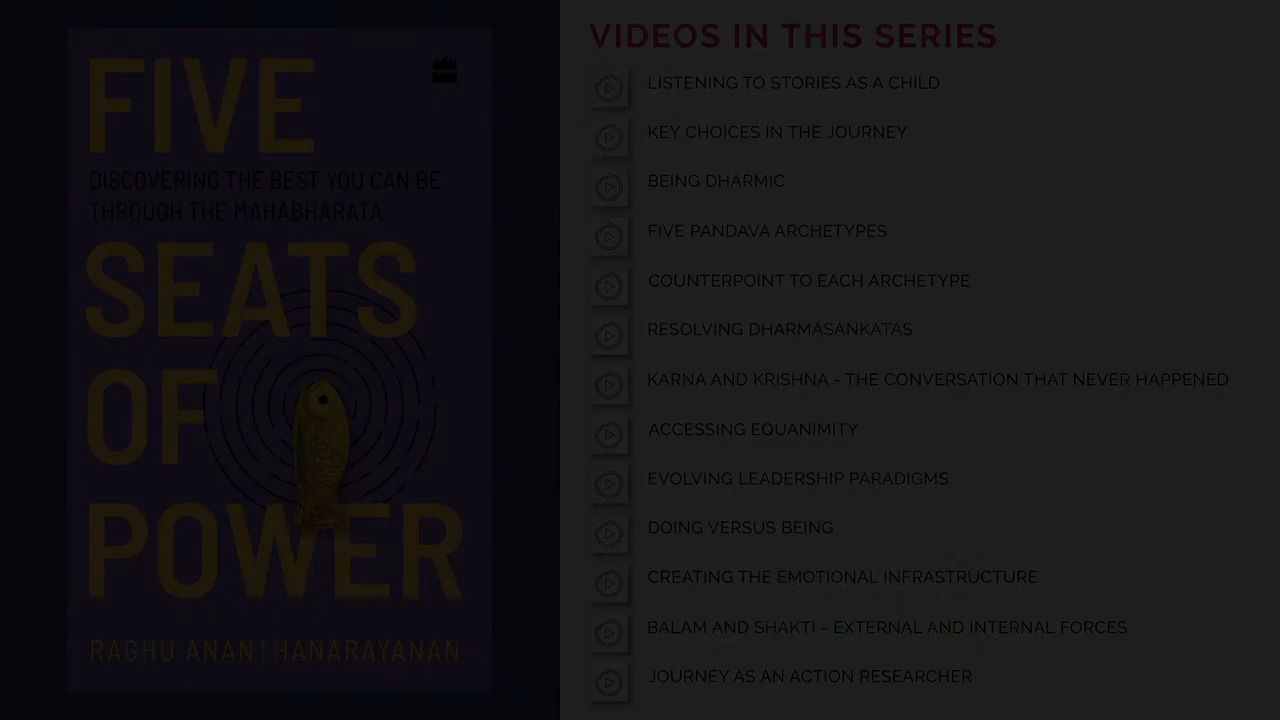 FIVE
DISCOVERING THE BEST YOU CAN BE
THROUGH THE MAHABHARATA
SEATS
OF
POWER
RAGHU ANANTHANARAYANAN
VIDEOS IN THIS SERIES
LISTENING TO STORIES AS A CHILD
KEY CHOICES IN THE JOURNEY
BEING DHARMIC
FIVE PANDAVA ARCHETYPES
COUNTERPOINT TO EACH ARCHETYPE
RESOLVING DHARMASANKATAS
KARNA AND KRISHNA - THE CONVERSATION THAT NEVER HAPPENED
ACCESSING EQUANIMITY
EVOLVING LEADERSHIP PARADIGMS
DOING VERSUS BEING
CREATING THE EMOTIONAL INFRASTRUCTURE
BALAM AND SHAKTI - EXTERNAL AND INTERNAL FORCES
JOURNEY AS AN ACTION RESEARCHER